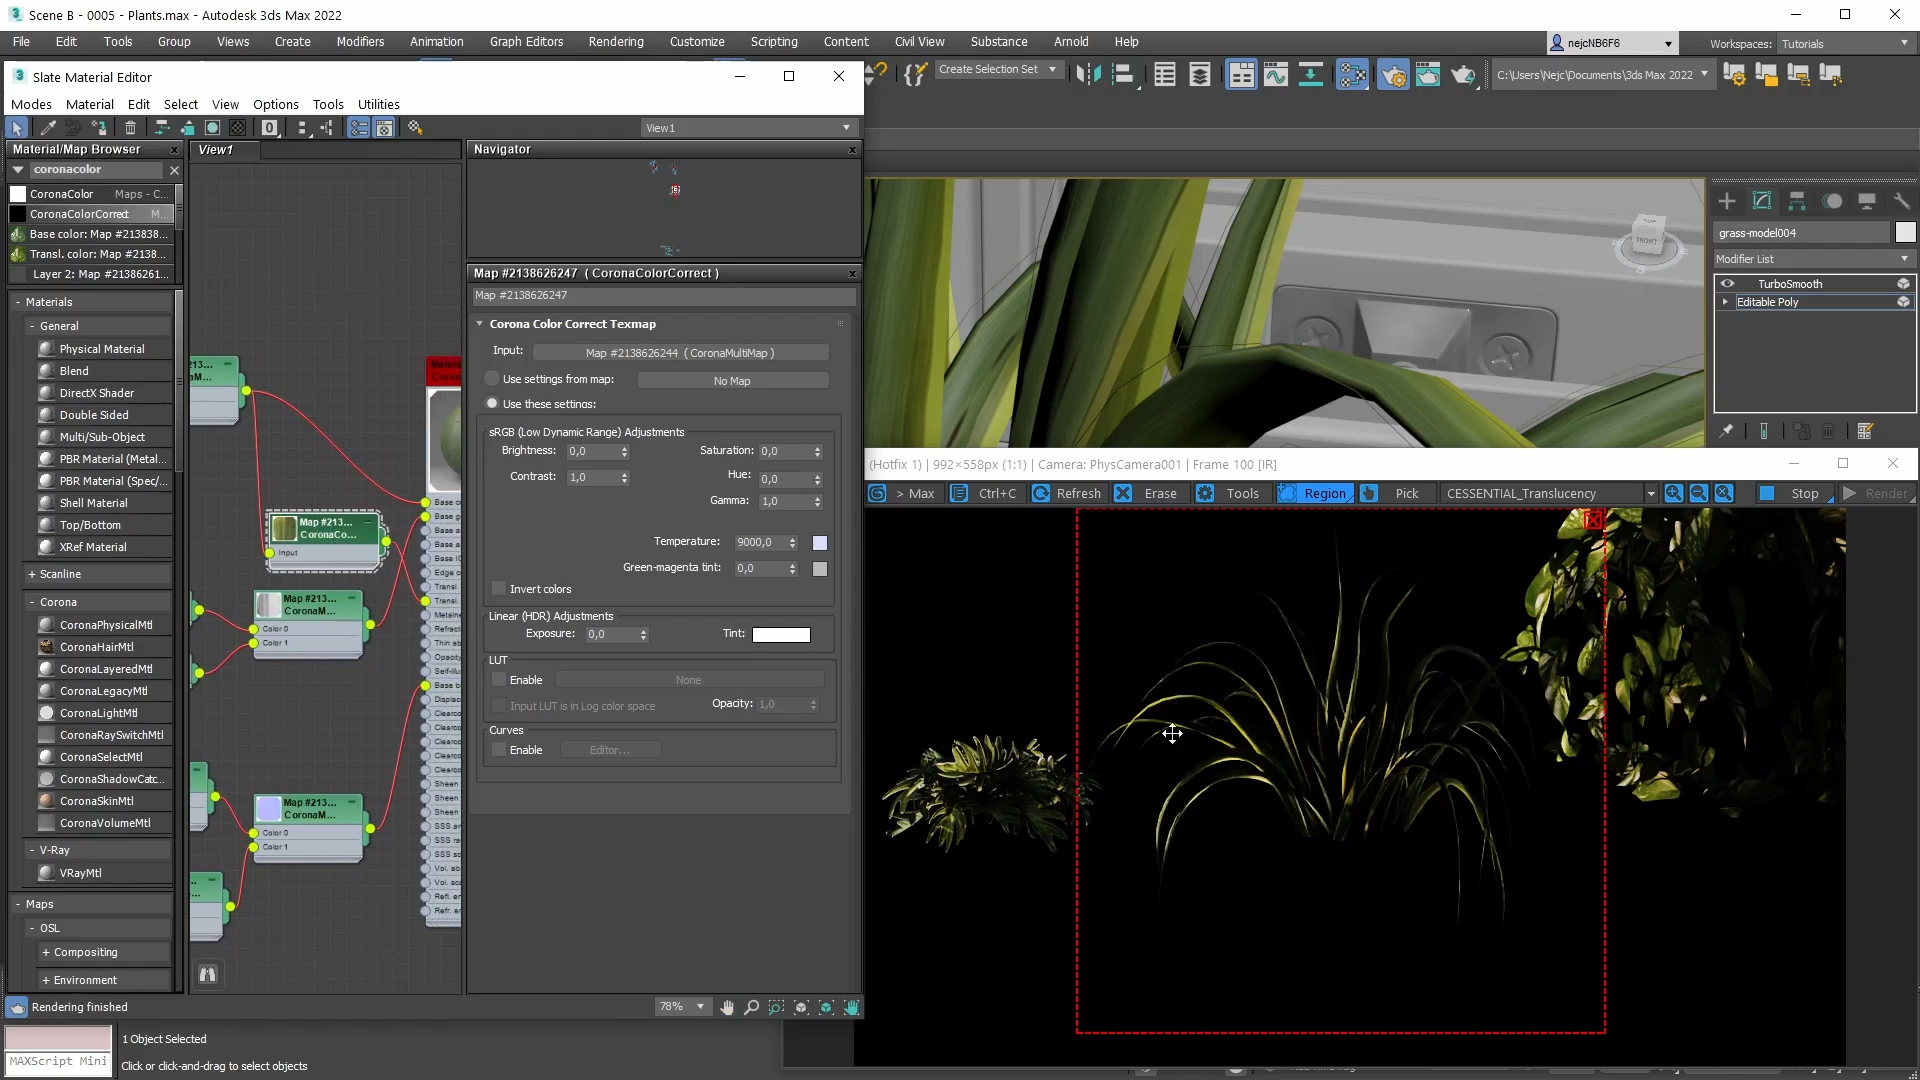 Scene B - 0005 - Plants.max - Autodesk 3ds Max 2022
File Edit Tools Group Views Create Modifiers Animation Graph Editors Rendering Customize Scripting Content Civil View Substance Arnold Help
nejcNB6F6
Workspaces: Tutorials
Create Selection Set
C:\Users\Nejc\Documents\3ds Max 2022
Slate Material Editor
Modes Material Edit Select View Options Tools Utilities
View1
Material/Map Browser
coronacolor
CoronaColor Maps - C...
CoronaColorCorrect M...
Base color: Map #213838...
Transl. color: Map #2138...
Layer 2: Map #21386261...
- Materials
- General
Physical Material
Blend
DirectX Shader
Double Sided
Multi/Sub-Object
PBR Material (Metal...
PBR Material (Spec/...
Shell Material
Top/Bottom
XRef Material
+ Scanline
- Corona
CoronaPhysicalMtl
CoronaHairMtl
CoronaLayeredMtl
CoronaLegacyMtl
CoronaLightMtl
CoronaRaySwitchMtl
CoronaSelectMtl
CoronaShadowCatc...
CoronaSkinMtl
CoronaVolumeMtl
- V-Ray
VRayMtl
- Maps
- OSL
+ Compositing
+ Environment
Rendering finished
View1
Map #213...
CoronaCo...
Input
Map #213...
CoronaM...
Color 0
Color 1
Map #213...
CoronaM...
Color 0
Color 1
Navigator
Map #2138626247 ( CoronaColorCorrect )
Map #2138626247
Corona Color Correct Texmap
Input: Map #2138626244 ( CoronaMultiMap )
Use settings from map: No Map
Use these settings:
sRGB (Low Dynamic Range) Adjustments
Brightness: 0,0 Saturation: 0,0
Contrast: 1,0 Hue: 0,0
Gamma: 1,0
Temperature: 9000,0
Green-magenta tint: 0,0
Invert colors
Linear (HDR) Adjustments
Exposure: 0,0 Tint:
LUT
Enable None
Input LUT is in Log color space Opacity: 1,0
Curves
Enable Editor...
78%
FRONT
grass-model004
Modifier List
TurboSmooth
Editable Poly
(Hotfix 1) | 992×558px (1:1) | Camera: PhysCamera001 | Frame 100 [IR]
> Max Ctrl+C Refresh Erase Tools Region Pick CESSENTIAL_Translucency Stop Render
MAXScript Mini
1 Object Selected
Click or click-and-drag to select objects